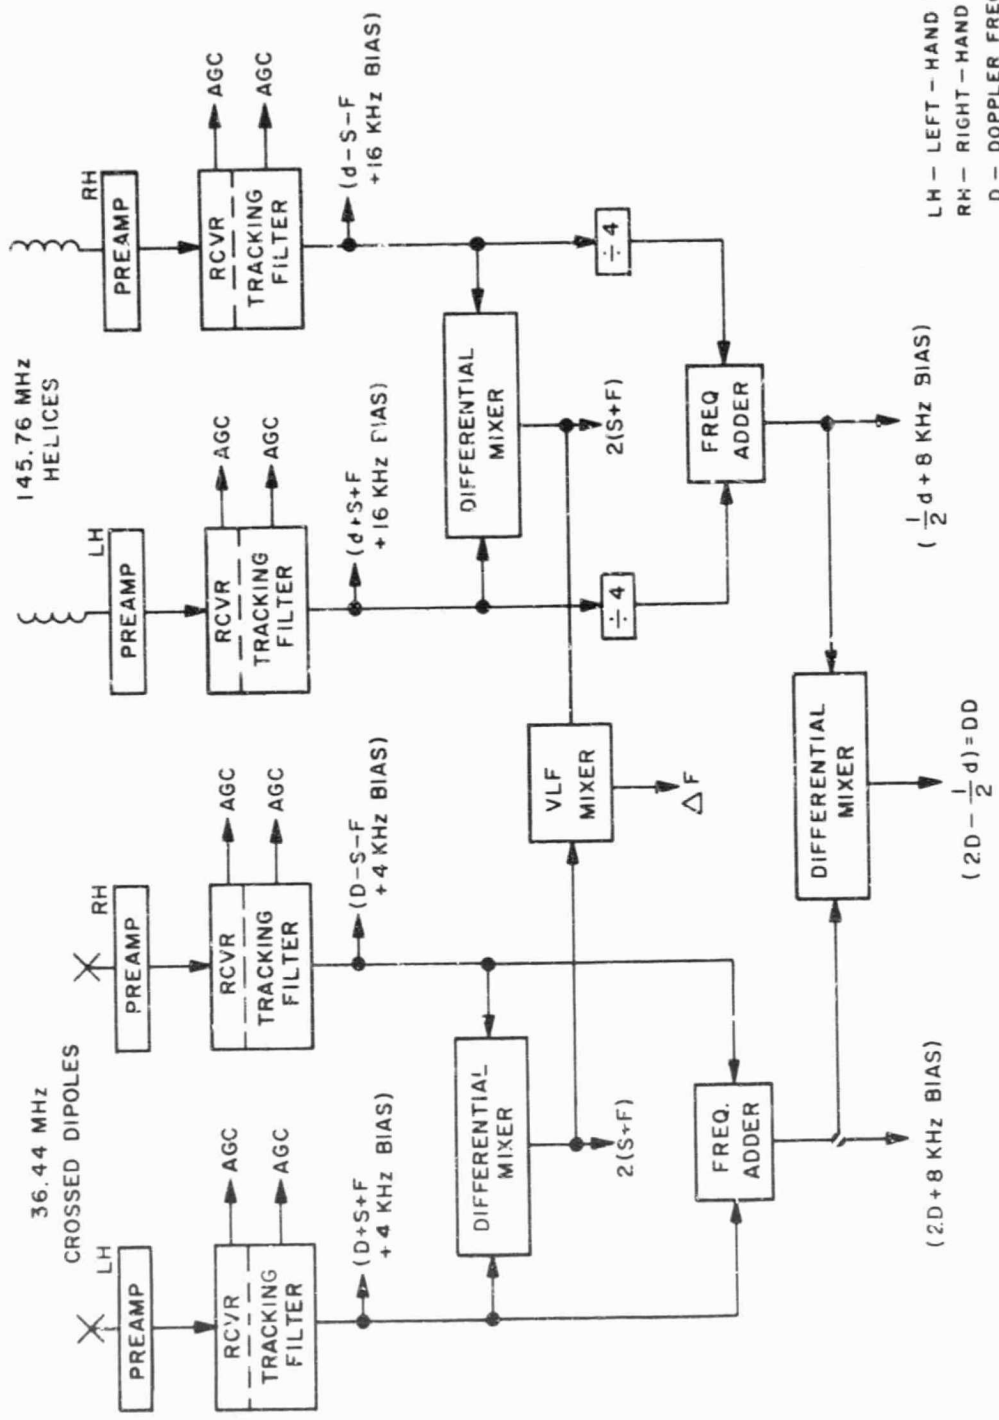 36.44 MHz
CROSSED DIPOLES
145.76 MHz
HELICES
LH
PREAMP
RH
PREAMP
LH
PREAMP
RH
PREAMP
RCVR
TRACKING
FILTER
AGC
AGC
RCVR
TRACKING
FILTER
AGC
AGC
RCVR
TRACKING
FILTER
AGC
AGC
RCVR
TRACKING
FILTER
AGC
AGC
(D+S+F
+ 4 KHz BIAS)
(D-S-F
+ 4 KHz BIAS)
(d+S+F
+ 16 KHz BIAS)
(d-S-F
+16 KHz BIAS)
DIFFERENTIAL
MIXER
2(S+F)
VLF
MIXER
△F
DIFFERENTIAL
MIXER
2(S+F)
÷ 4
÷ 4
FREQ.
ADDER
FREQ
ADDER
(2D+8 KHz BIAS)
(1/2 d+8 KHz BIAS)
DIFFERENTIAL
MIXER
(2D-1/2 d)=DD
LH - LEFT-HAND
RH - RIGHT-HAND
D - DOPPLER